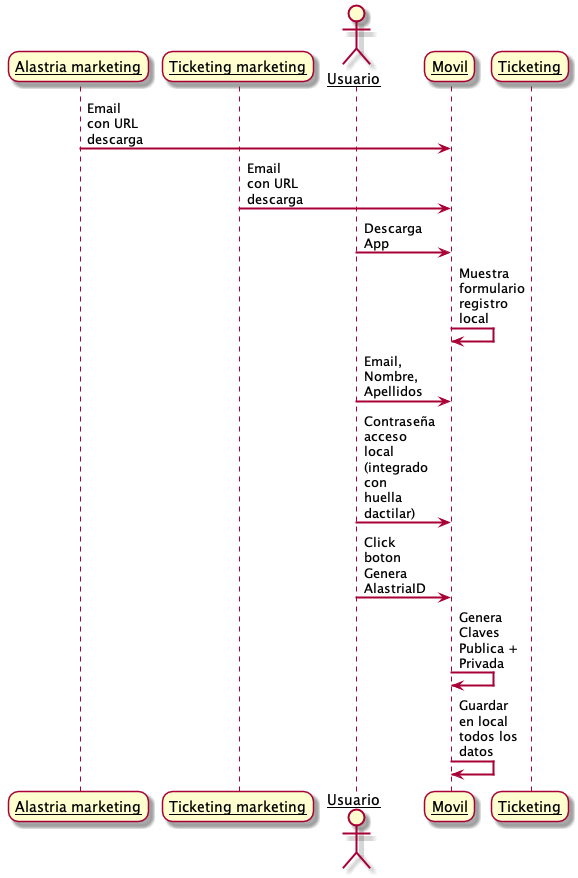 Alastria marketing
Ticketing marketing
Usuario
Movil
Ticketing
Email
con URL
descarga
Email
con URL
descarga
Descarga
App
Muestra
formulario
registro
local
Email,
Nombre,
Apellidos
Contraseña
acceso
local
(integrado
con
huella
dactilar)
Click
boton
Genera
AlastriaID
Genera
Claves
Publica +
Privada
Guardar
en local
todos los
datos
Alastria marketing
Ticketing marketing
Usuario
Movil
Ticketing